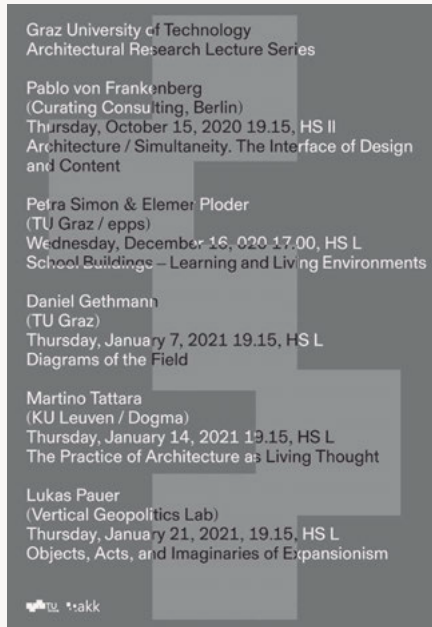 Graz University of Technology
Architectural Research Lecture Series
Pablo von Frankenberg
(Curating Consulting, Berlin)
Thursday, October 15, 2020 19.15, HS II
Architecture / Simultaneity. The Interface of Design
and Content
Petra Simon & Elemer Ploder
(TU Graz / epps)
Wednesday, December 16, 020 17.00, HS L
School Buildings – Learning and Living Environments
Daniel Gethmann
(TU Graz)
Thursday, January 7, 2021 19.15, HS L
Diagrams of the Field
Martino Tattara
(KU Leuven / Dogma)
Thursday, January 14, 2021 19.15, HS L
The Practice of Architecture as Living Thought
Lukas Pauer
(Vertical Geopolitics Lab)
Thursday, January 21, 2021, 19.15, HS L
Objects, Acts, and Imaginaries of Expansionism
TU akk